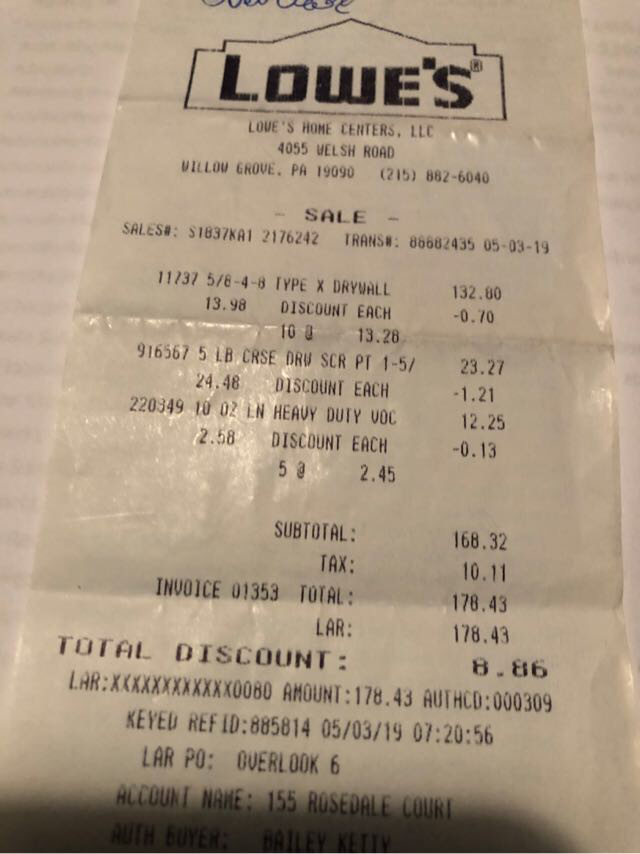 LOWE'S®
LOWE'S HOME CENTERS, LLC
4055 WELSH ROAD
WILLOW GROVE, PA 19090 (215) 882-6040
- SALE -
SALES#: S1837KA1 2176242 TRANS#: 88682435 05-03-19
11737 5/8-4-8 TYPE X DRYWALL 132.80
13.98 DISCOUNT EACH -0.70
10 @ 13.28
916567 5 LB CRSE DRW SCR PT 1-5/ 23.27
24.48 DISCOUNT EACH -1.21
220349 10 OZ LN HEAVY DUTY VOC 12.25
2.58 DISCOUNT EACH -0.13
5 @ 2.45
SUBTOTAL: 168.32
TAX: 10.11
INVOICE 01353 TOTAL: 178.43
LAR: 178.43
TOTAL DISCOUNT: 8.86
LAR:XXXXXXXXXXXX0080 AMOUNT:178.43 AUTHCD:000309
KEYED REFID:885814 05/03/19 07:20:56
LAR PO: OVERLOOK 6
ACCOUNT NAME: 155 ROSEDALE COURT
AUTH BUYER: BAILEY KETTY